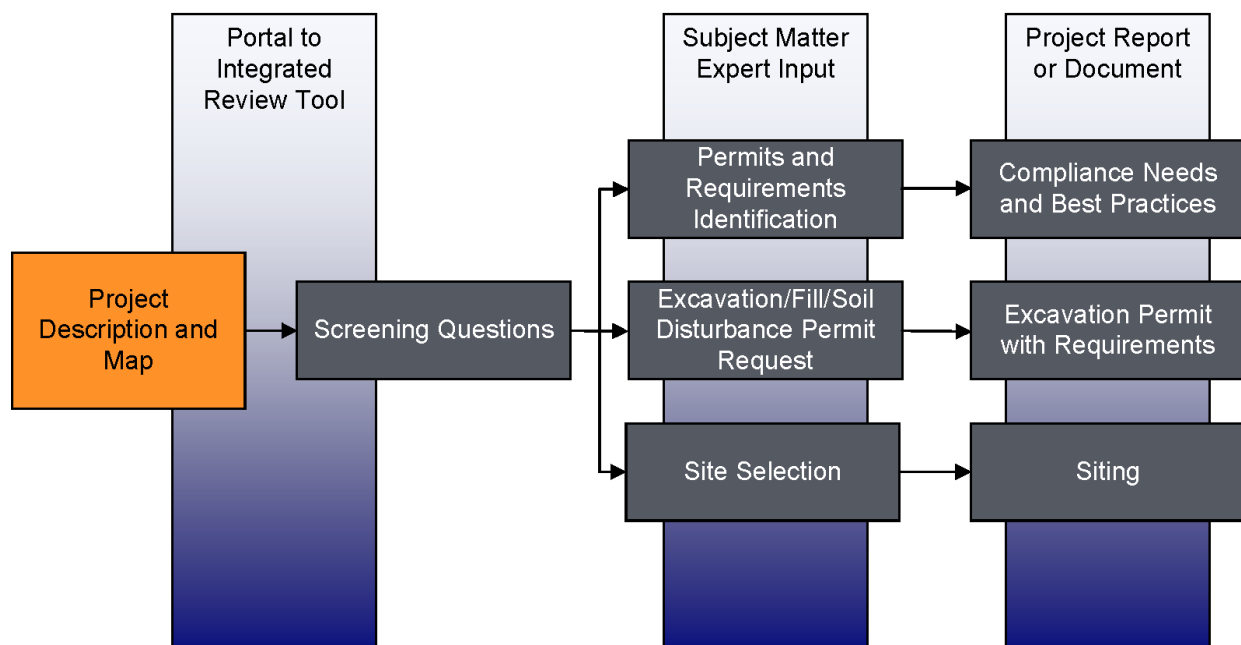 Portal to
Integrated
Review Tool
Subject Matter
Expert Input
Project Report
or Document
Project
Description and
Map
Screening Questions
Permits and
Requirements
Identification
Compliance Needs
and Best Practices
Excavation/Fill/Soil
Disturbance Permit
Request
Excavation Permit
with Requirements
Site Selection
Siting